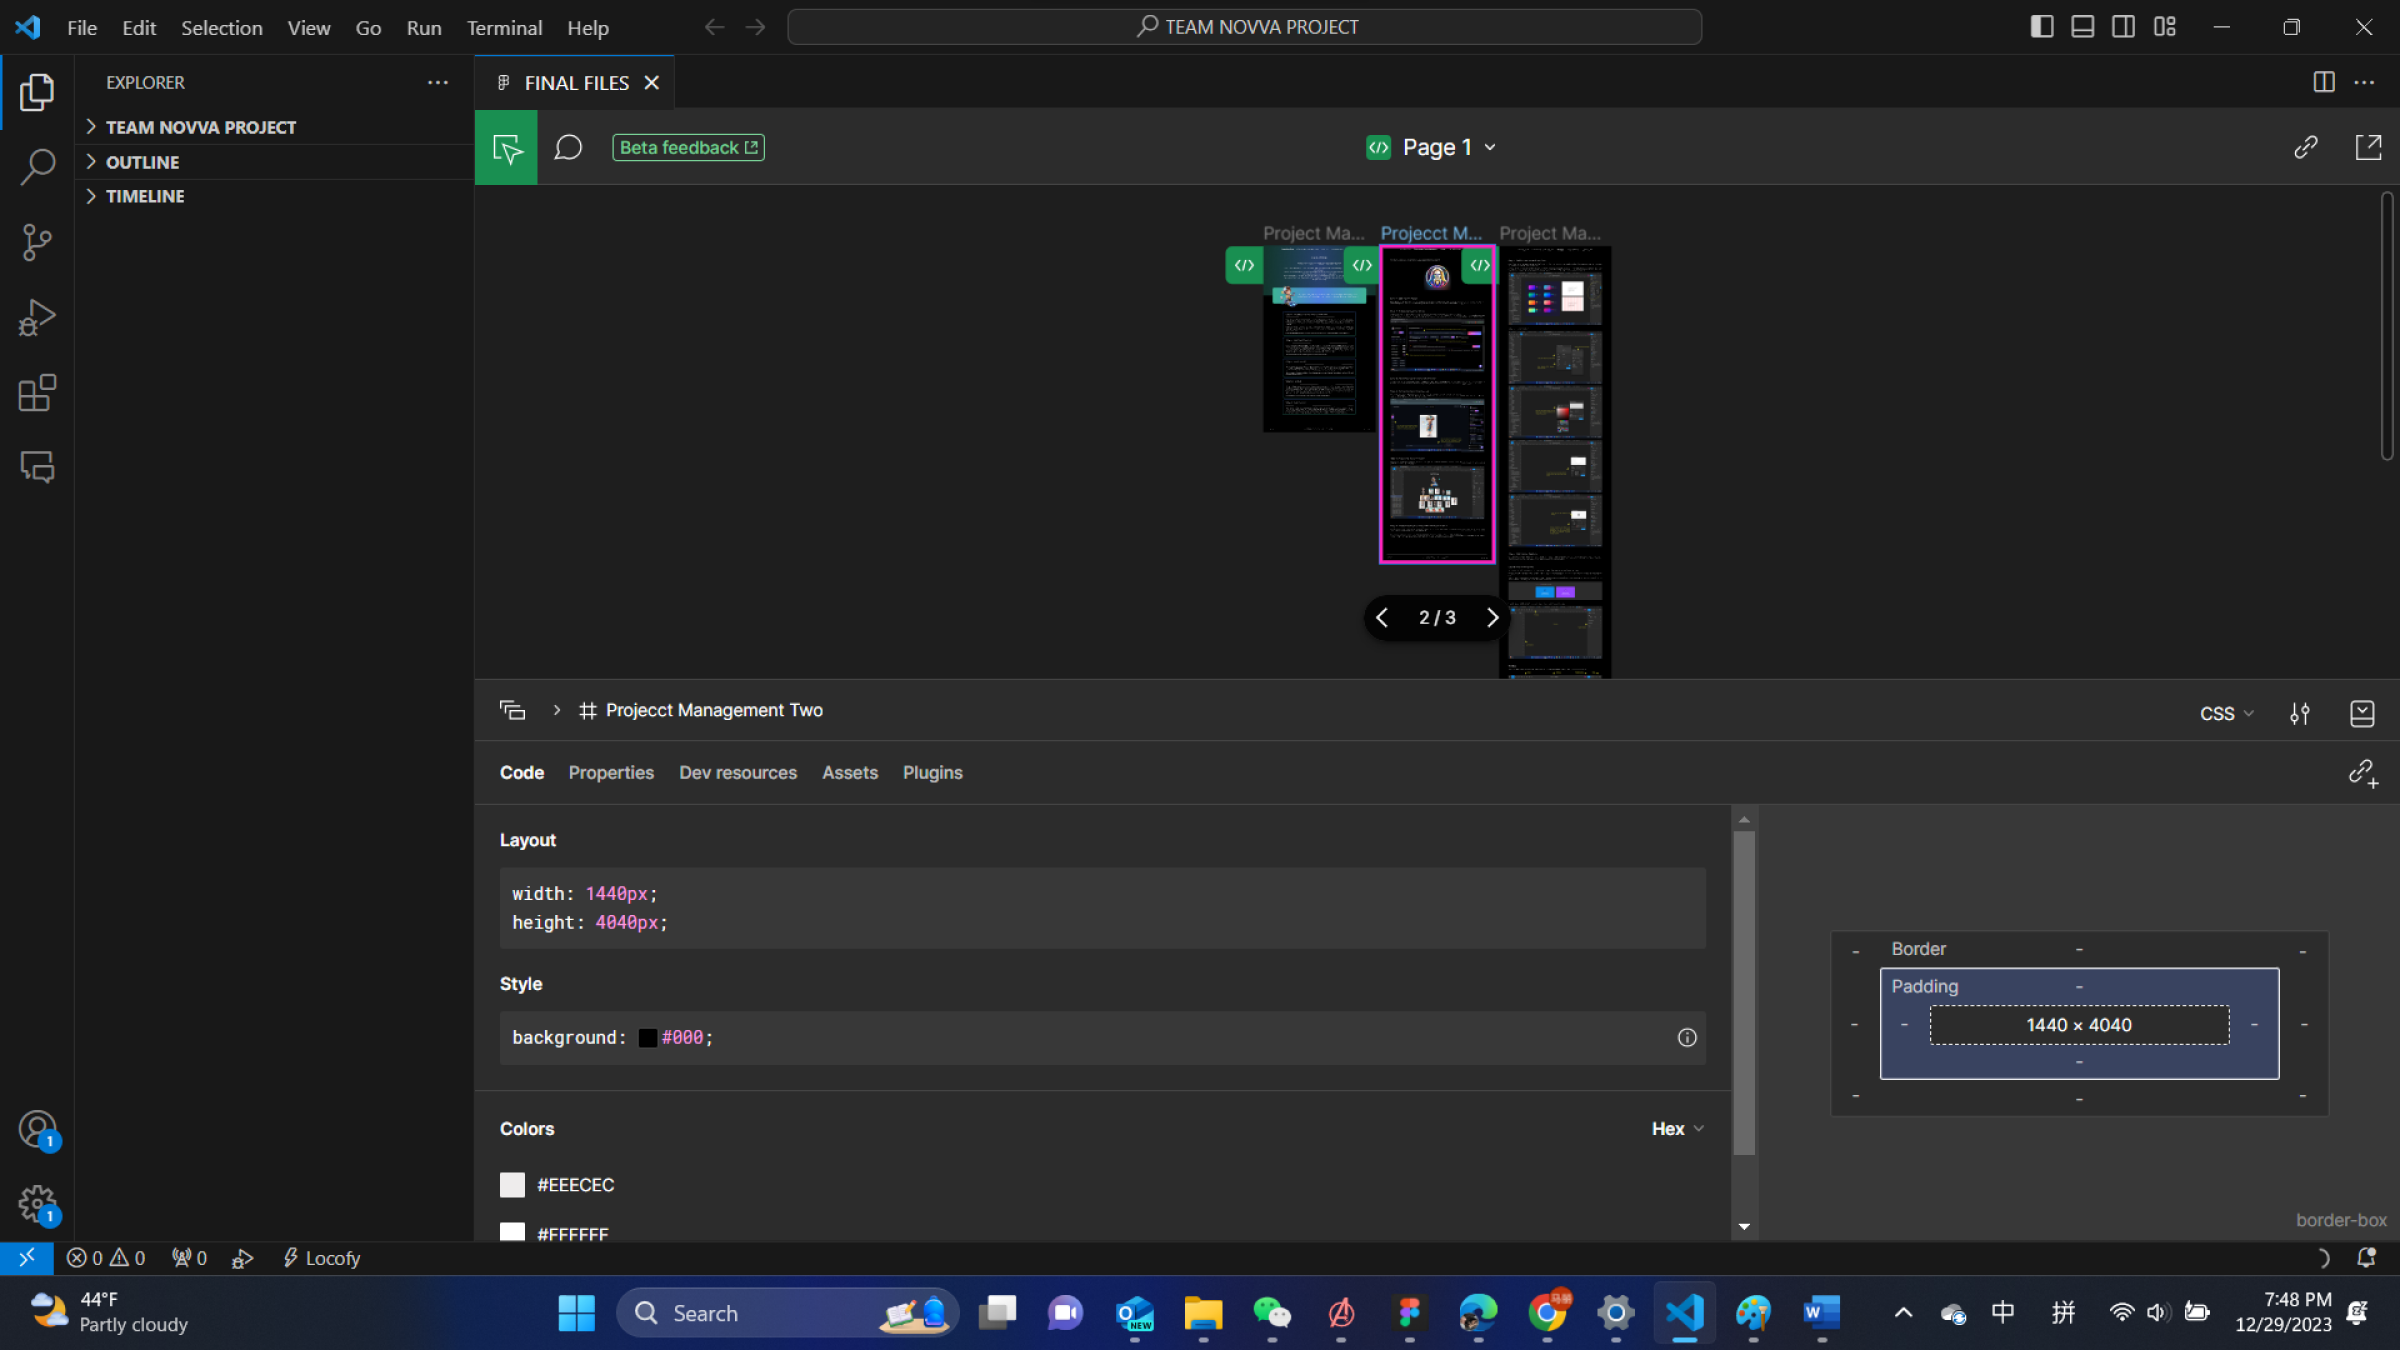 File Edit Selection View Go Run Terminal Help
TEAM NOVVA PROJECT
EXPLORER
FINAL FILES
TEAM NOVVA PROJECT
OUTLINE
TIMELINE
Beta feedback
Page 1
Project Ma...
Projecct M...
Project Ma...
2 / 3
Projecct Management Two
CSS
Code Properties Dev resources Assets Plugins
Layout
width: 1440px;
height: 4040px;
Style
background: #000;
Colors
Hex
#EEECEC
#FFFFFF
Border
-
-
-
Padding
-
-
-
1440 × 4040
-
-
-
-
-
-
border-box
0 0 0 Locofy
1
1
44°F
Partly cloudy
Search
NEW
中
拼
7:48 PM
12/29/2023